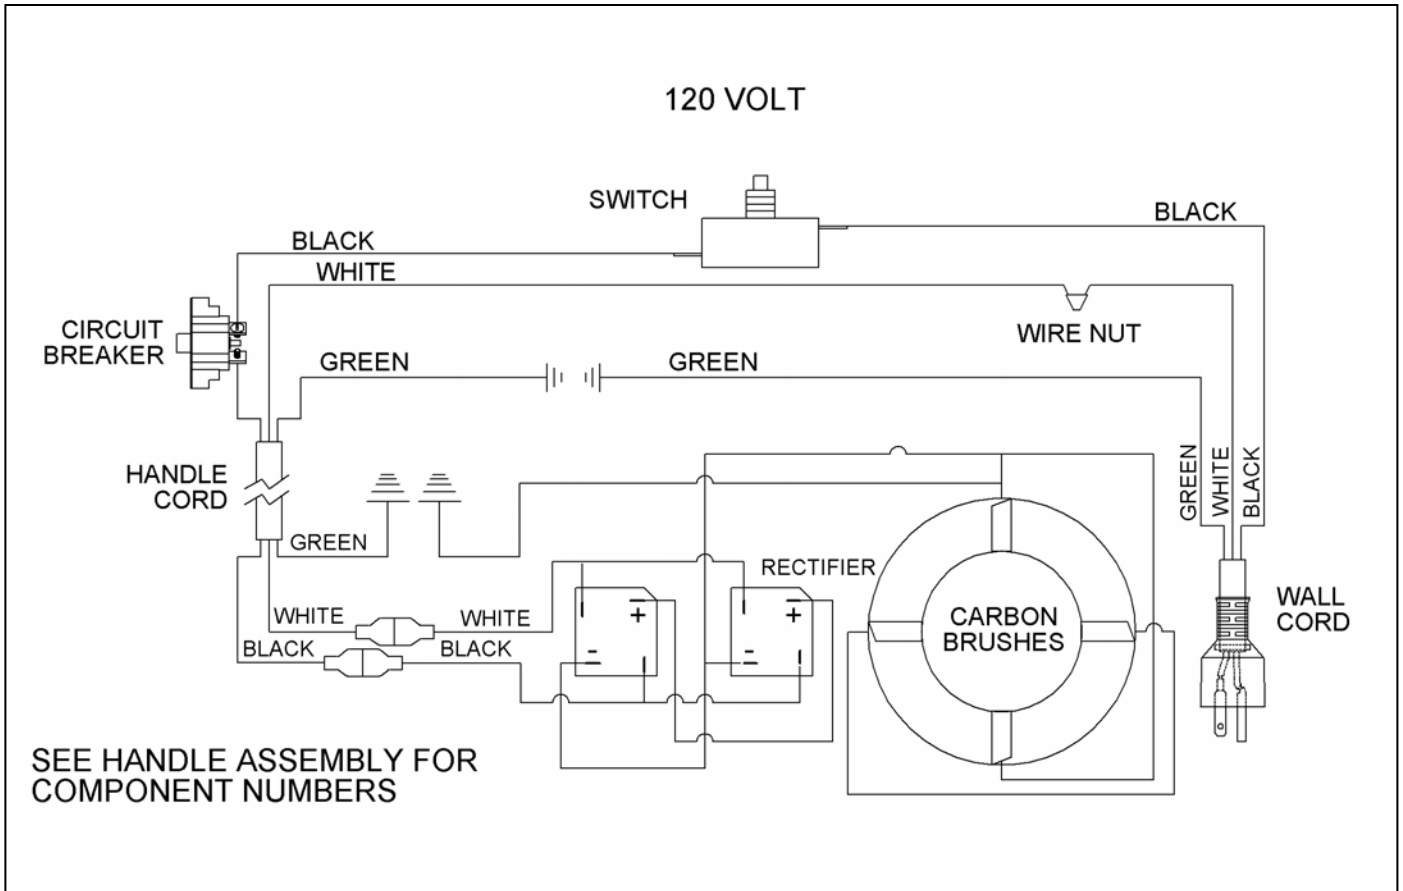 120 VOLT
SWITCH
BLACK
BLACK
WHITE
CIRCUIT
BREAKER
WIRE NUT
GREEN
GREEN
HANDLE
CORD
GREEN
WHITE
BLACK
GREEN
RECTIFIER
WALL
CORD
WHITE
WHITE
CARBON
BRUSHES
BLACK
BLACK
+
-
+
-
SEE HANDLE ASSEMBLY FOR
COMPONENT NUMBERS